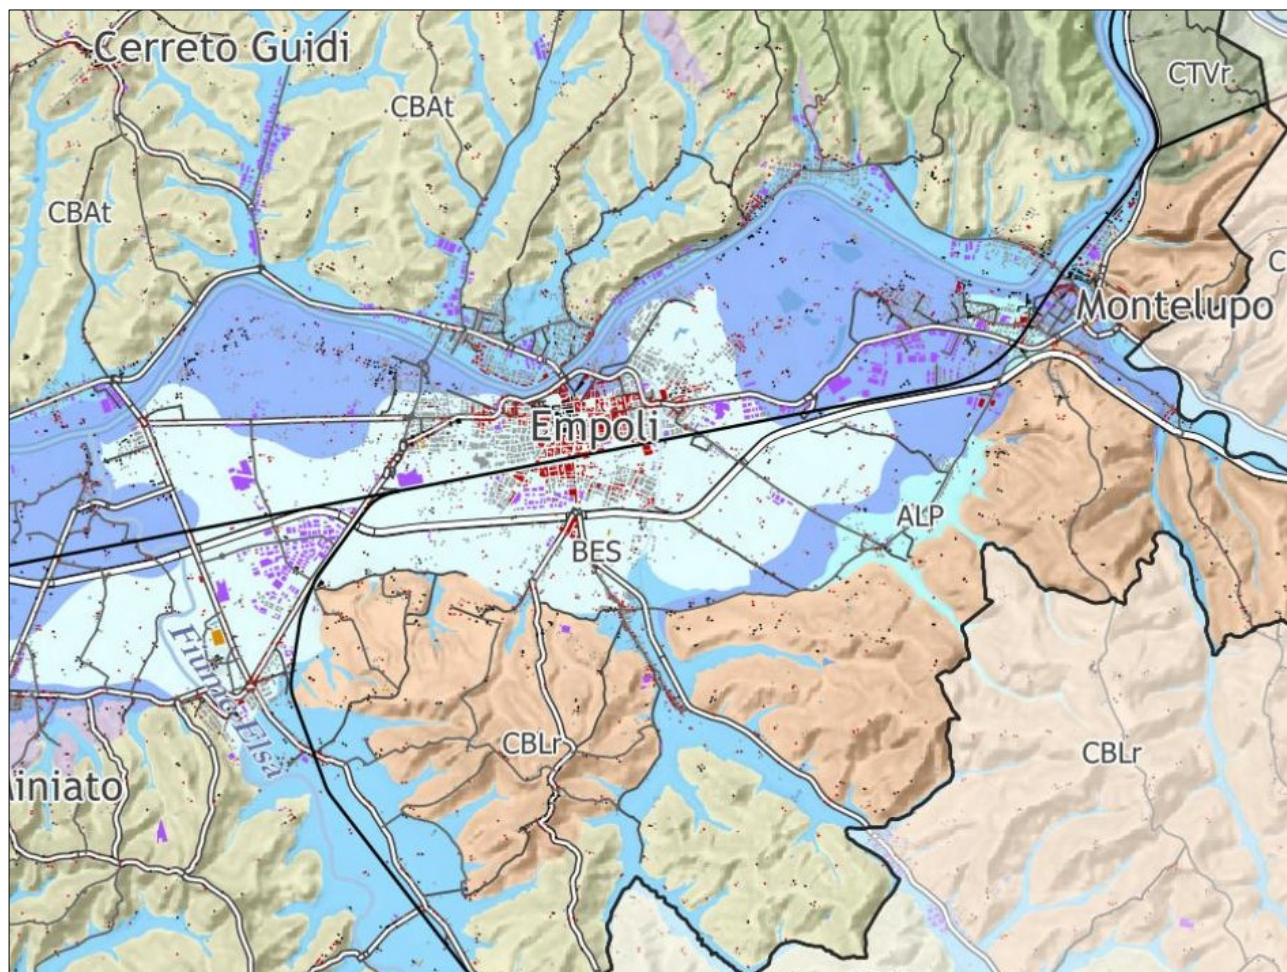 Cerreto Guidi
CTVr
CBAt
CBAt
C
Montelupo
Empoli
ALP
BES
Fiume Elsa
CBLr
CBLr
iniato